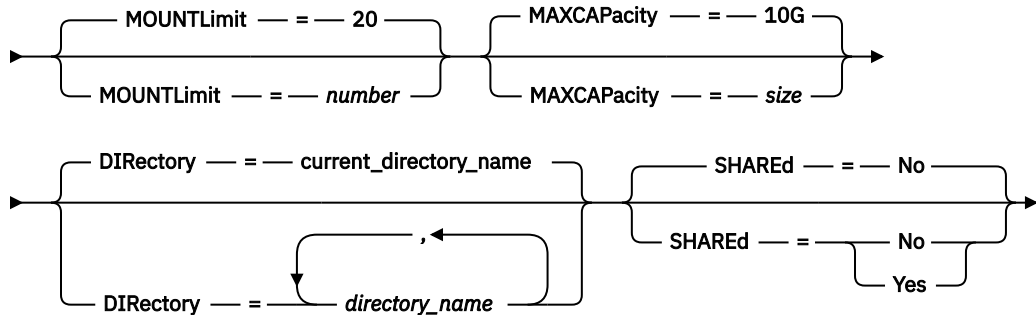 MOUNTLimit = 20 MAXCAPacity = 10G
MOUNTLimit = number MAXCAPacity = size
DIRectory = current_directory_name SHAREd = No
, SHAREd = No
Yes
DIRectory = directory_name